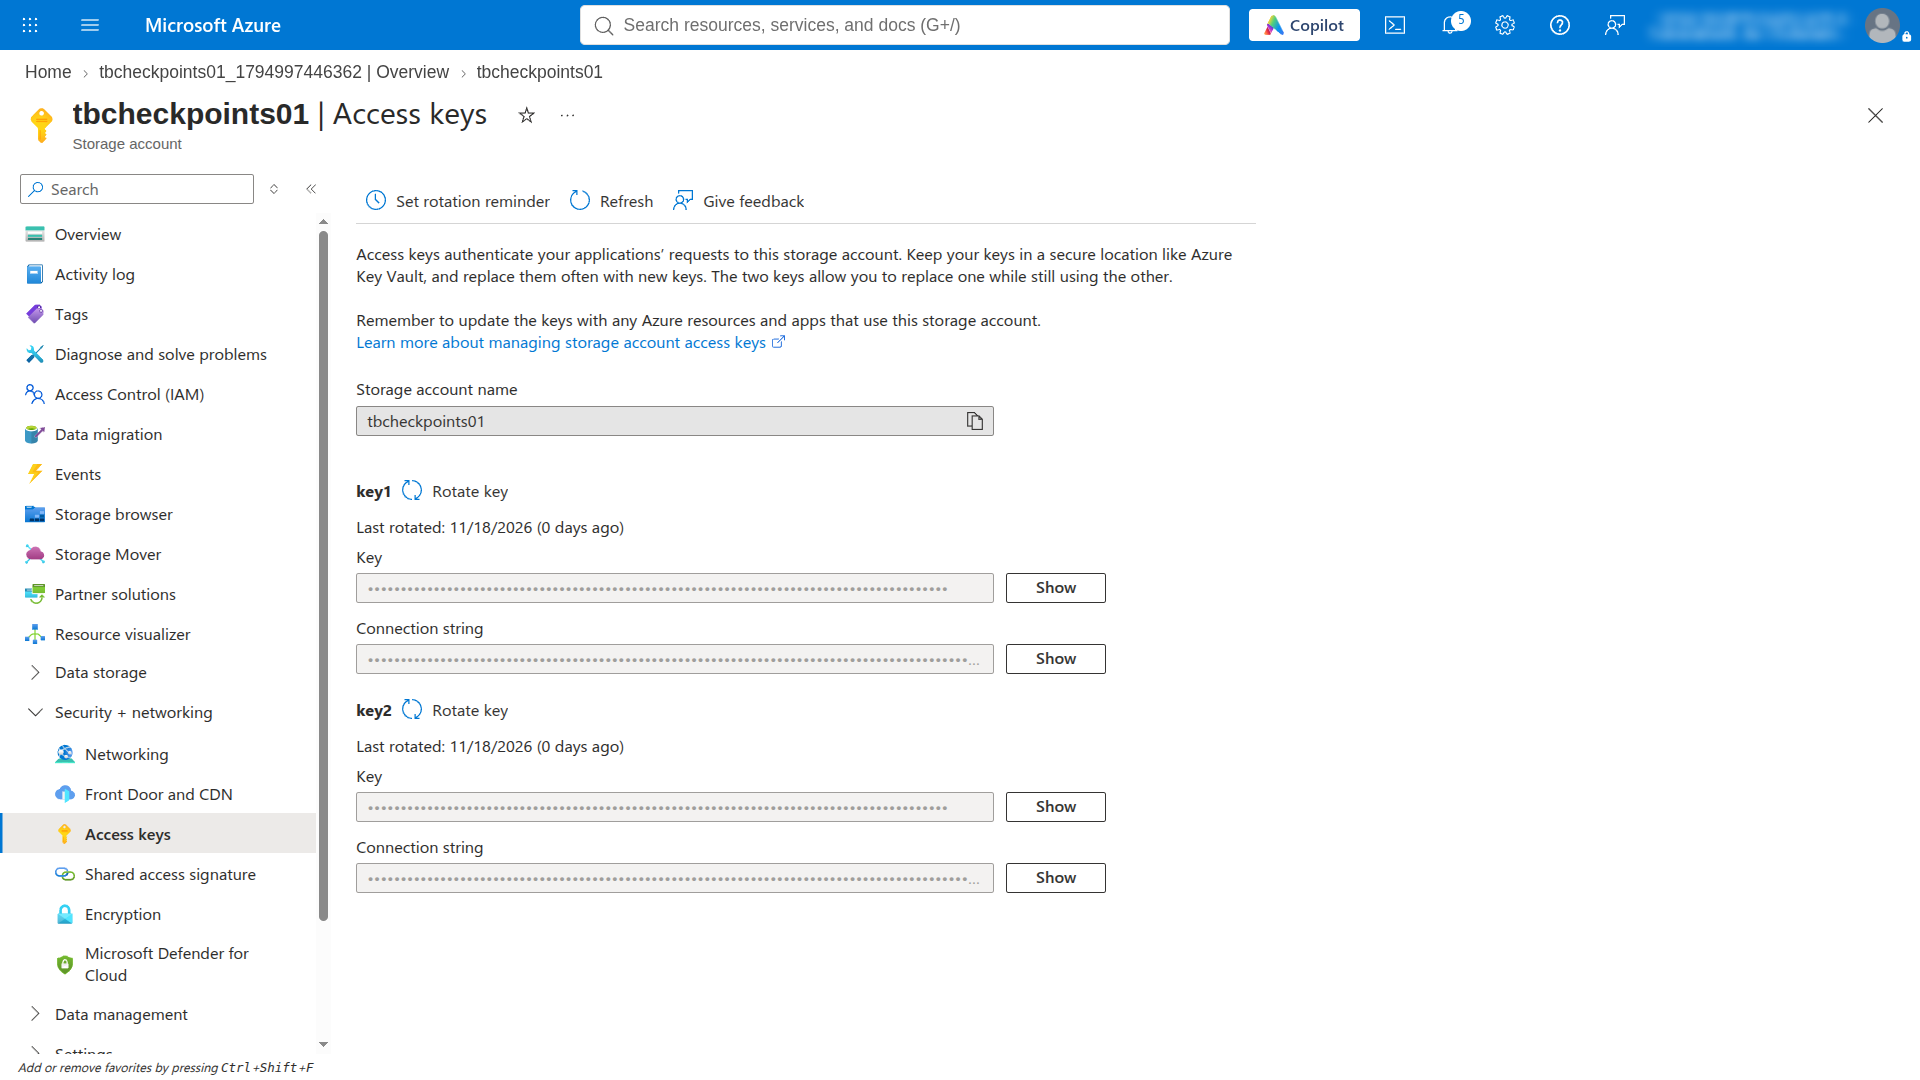 Microsoft Azure
Search resources, services, and docs (G+/)
Copilot
5
Home > tbcheckpoints01_1794997446362 | Overview > tbcheckpoints01
tbcheckpoints01 | Access keys
Storage account
Search
Overview
Activity log
Tags
Diagnose and solve problems
Access Control (IAM)
Data migration
Events
Storage browser
Storage Mover
Partner solutions
Resource visualizer
Data storage
Security + networking
Networking
Front Door and CDN
Access keys
Shared access signature
Encryption
Microsoft Defender for
Cloud
Data management
Settings
Add or remove favorites by pressing Ctrl+Shift+F
Set rotation reminder
Refresh
Give feedback
Access keys authenticate your applications’ requests to this storage account. Keep your keys in a secure location like Azure
Key Vault, and replace them often with new keys. The two keys allow you to replace one while still using the other.
Remember to update the keys with any Azure resources and apps that use this storage account.
Learn more about managing storage account access keys
Storage account name
tbcheckpoints01
key1
Rotate key
Last rotated: 11/18/2026 (0 days ago)
Key
Show
Connection string
Show
key2
Rotate key
Last rotated: 11/18/2026 (0 days ago)
Key
Show
Connection string
Show